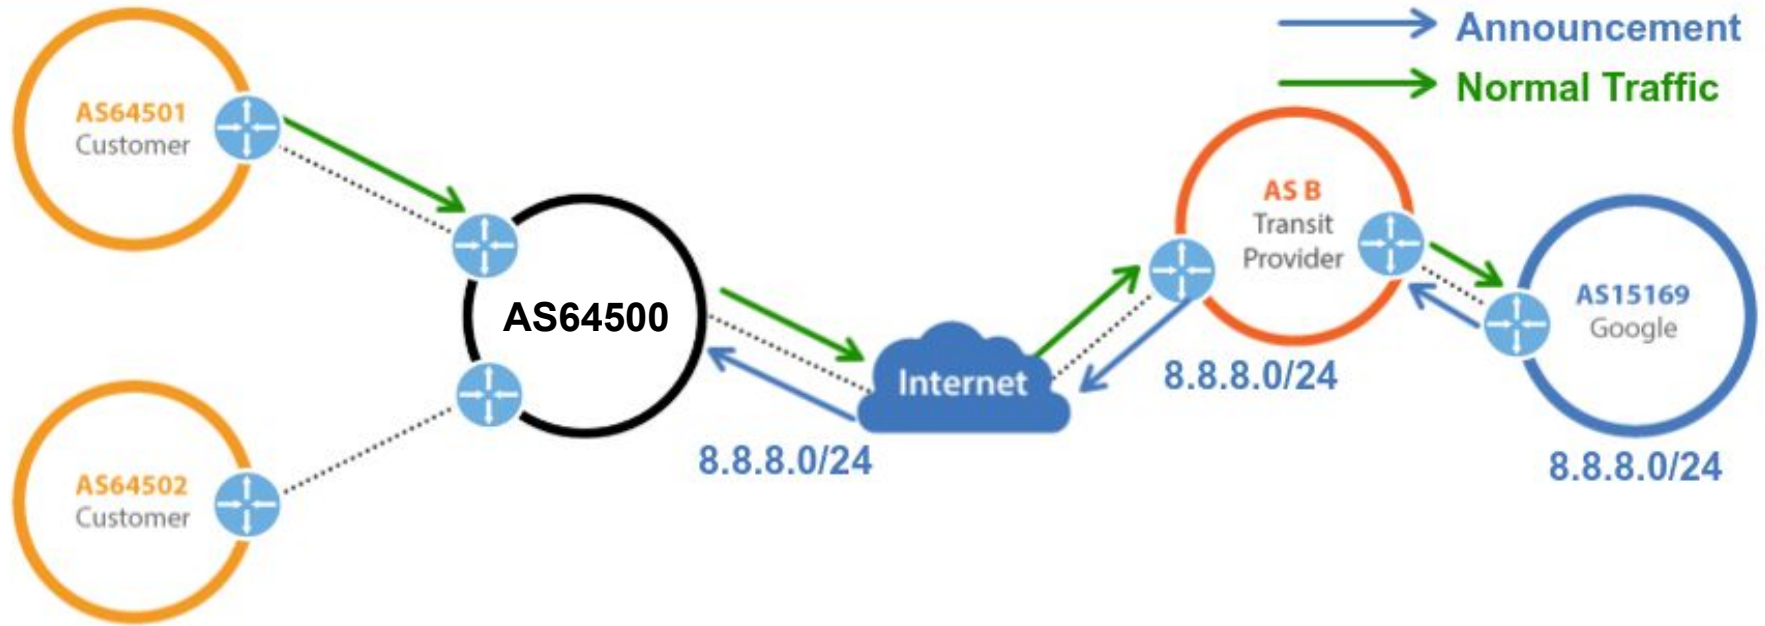 Announcement
Normal Traffic
AS64501
Customer
AS B
Transit
Provider
AS64500
AS15169
Google
Internet
8.8.8.0/24
8.8.8.0/24
8.8.8.0/24
AS64502
Customer